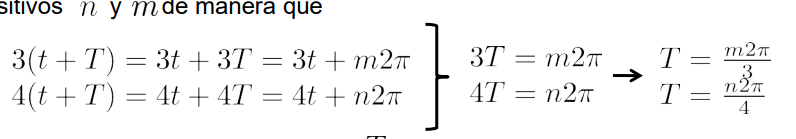 sitivos n y m de manera que
3(t + T) = 3t + 3T = 3t + m2π } 3T = m2π → T = m2π/3
4(t + T) = 4t + 4T = 4t + n2π } 4T = n2π → T = n2π/4